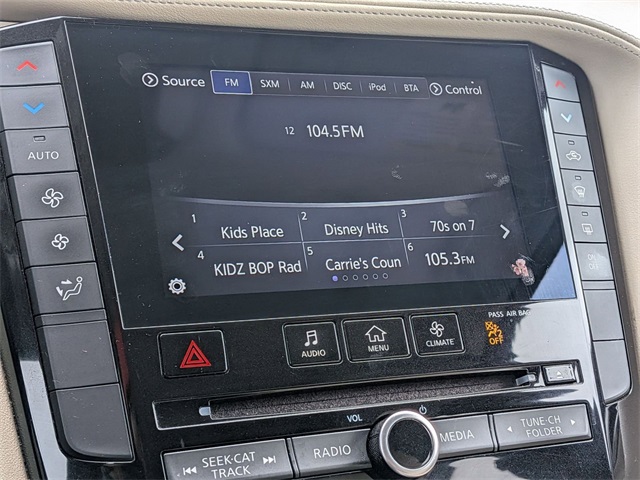 Source FM SXM AM DISC iPod BTA Control
12 104.5FM
1 Kids Place 2 Disney Hits 3 70s on 7
4 KIDZ BOP Rad 5 Carrie's Coun 6 105.3FM
AUTO
PASS AIR BAG
2 OFF
AUDIO
MENU
CLIMATE
VOL
SEEK·CAT
TRACK
RADIO
MEDIA
TUNE·CH
FOLDER